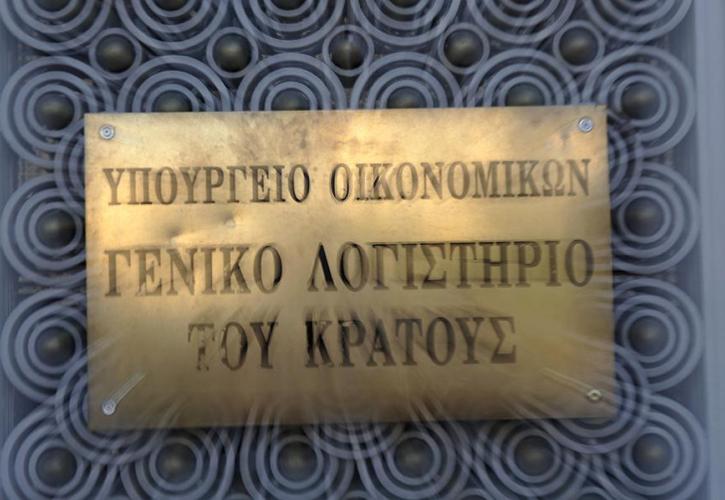 ΥΠΟΥΡΓΕΙΟ ΟΙΚΟΝΟΜΙΚΩΝ
ΓΕΝΙΚΟ ΛΟΓΙΣΤΗΡΙΟ
ΤΟΥ ΚΡΑΤΟΥΣ